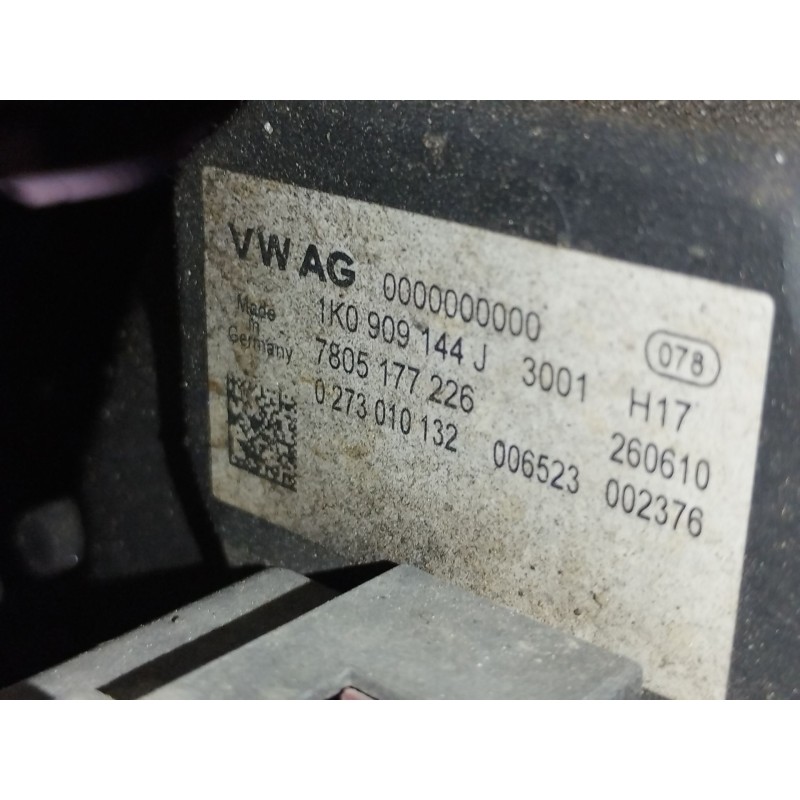 VW AG 0000000000 078
Made in Germany
1K0 909 144 J 3001 H17
7805 177 226 260610
0 273 010 132 006523 002376